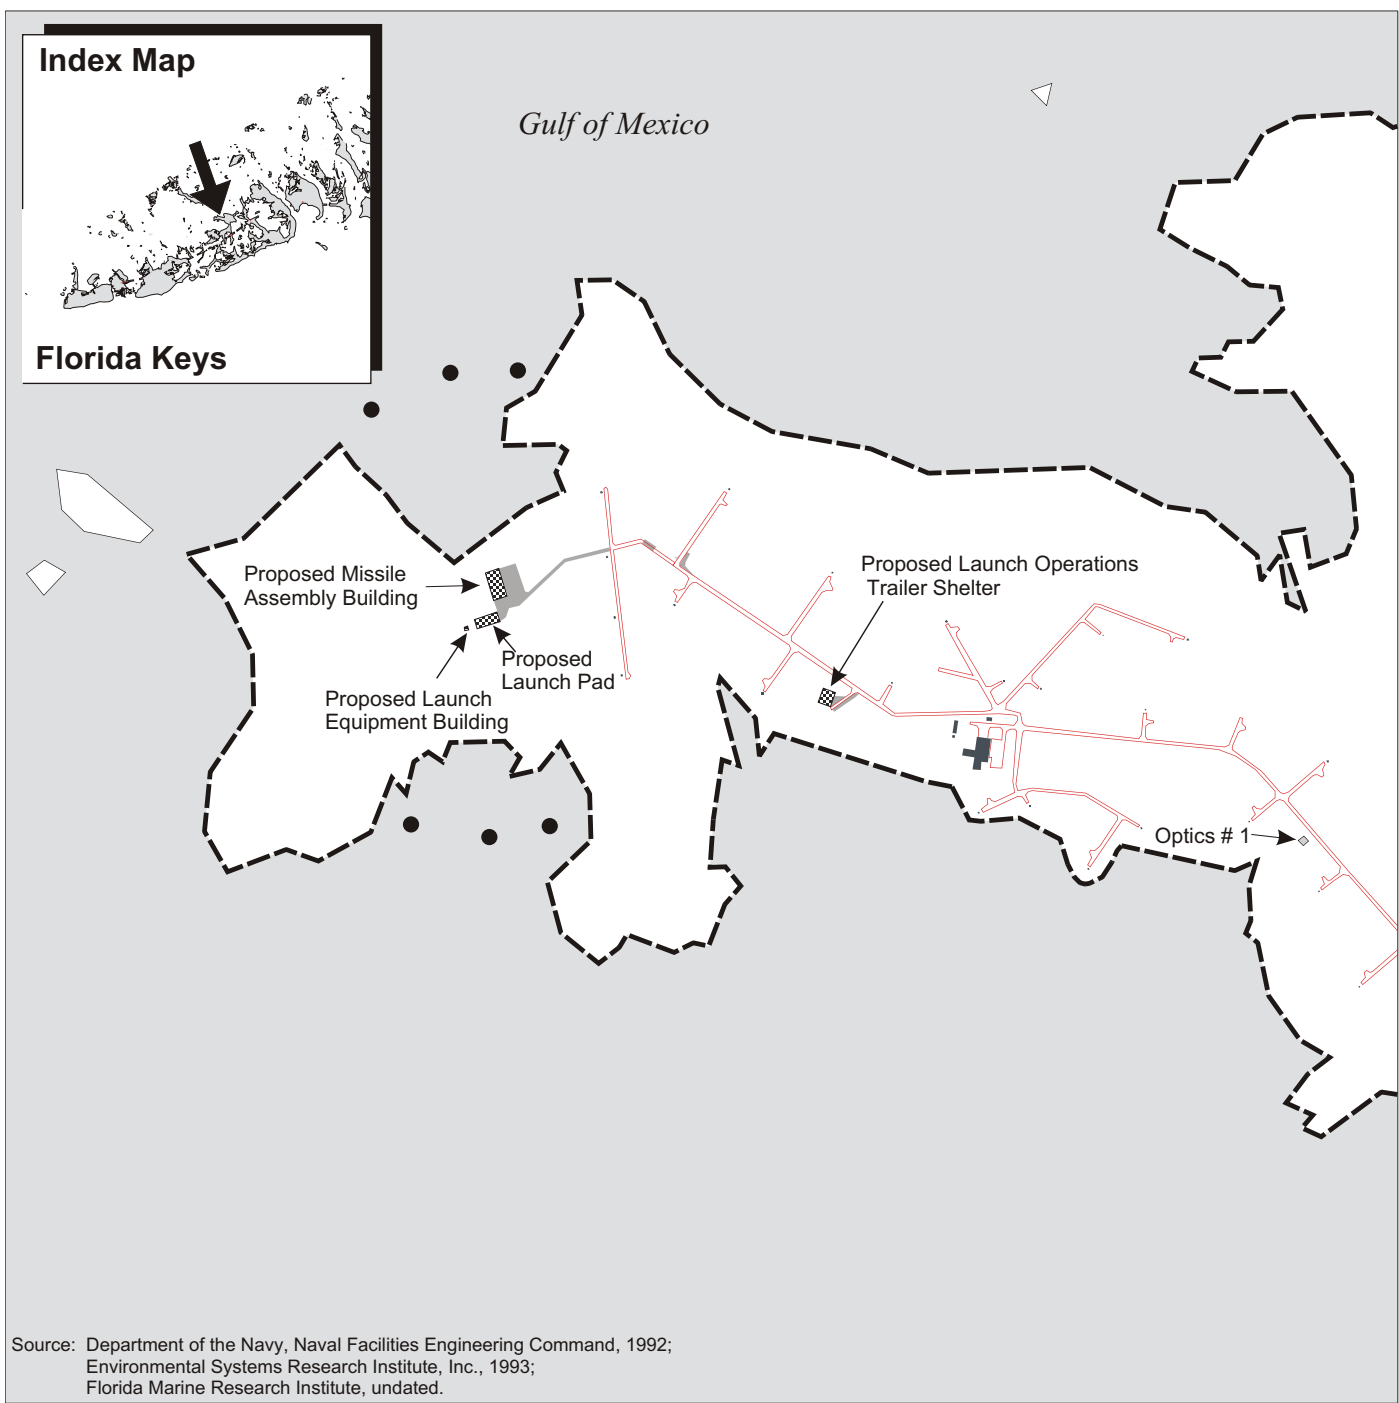 Index Map
Florida Keys
Gulf of Mexico
Proposed Missile
Assembly Building
Proposed
Launch Pad
Proposed Launch
Equipment Building
Proposed Launch Operations
Trailer Shelter
Optics # 1
Source: Department of the Navy, Naval Facilities Engineering Command, 1992;
Environmental Systems Research Institute, Inc., 1993;
Florida Marine Research Institute, undated.